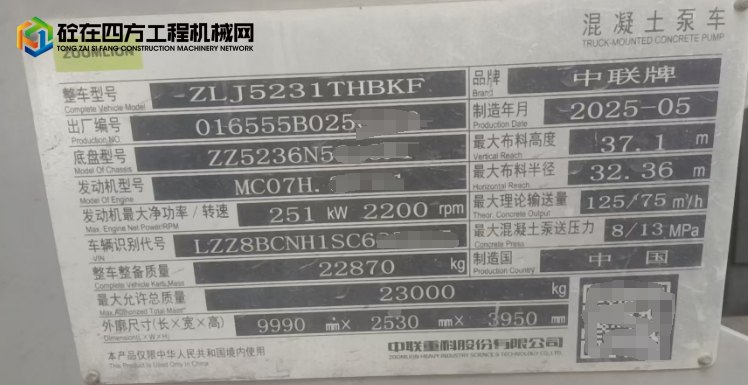 砼在四方工程机械网
TONG ZAI SI FANG CONSTRUCTION MACHINERY NETWORK
ZOOMLION
混凝土泵车
TRUCK-MOUNTED CONCRETE PUMP
整车型号 ZLJ5231THBKF
Complete Vehicle Model
品牌 中联牌
Brand
出厂编号 016555B025
Production.NO
制造年月 2025-05
Production Date
底盘型号 ZZ5236N5
Model Of Chassis
最大布料高度 37.1 m
Vertical Reach
发动机型号 MC07H.
Model Of Engine
最大布料半径 32.36 m
Horizontal Reach
发动机最大净功率/转速 251 kW 2200 rpm
Max. Engine Net Power/RPM
最大理论输送量 125/75 m³/h
Theor. Concrete Output
车辆识别代号 LZZ8BCNH1SC6
VIN
最大混凝土泵送压力 8/13 MPa
Concrete Press
整车整备质量 22870 kg
Complete Vehicle Kerb Mass
制造国 中国
Production Country
最大允许总质量 23000 kg
Max.Authorized Total Mass
外廓尺寸(长×宽×高) 9990 mm× 2530 mm× 3950 mm
Dimensions(L×W×H)
本产品仅限中华人民共和国境内使用
This Product Is Used Only In China
中联重科股份有限公司
ZOOMLION HEAVY INDUSTRY SCIENCE & TECHNOLOGY CO.,LTD.